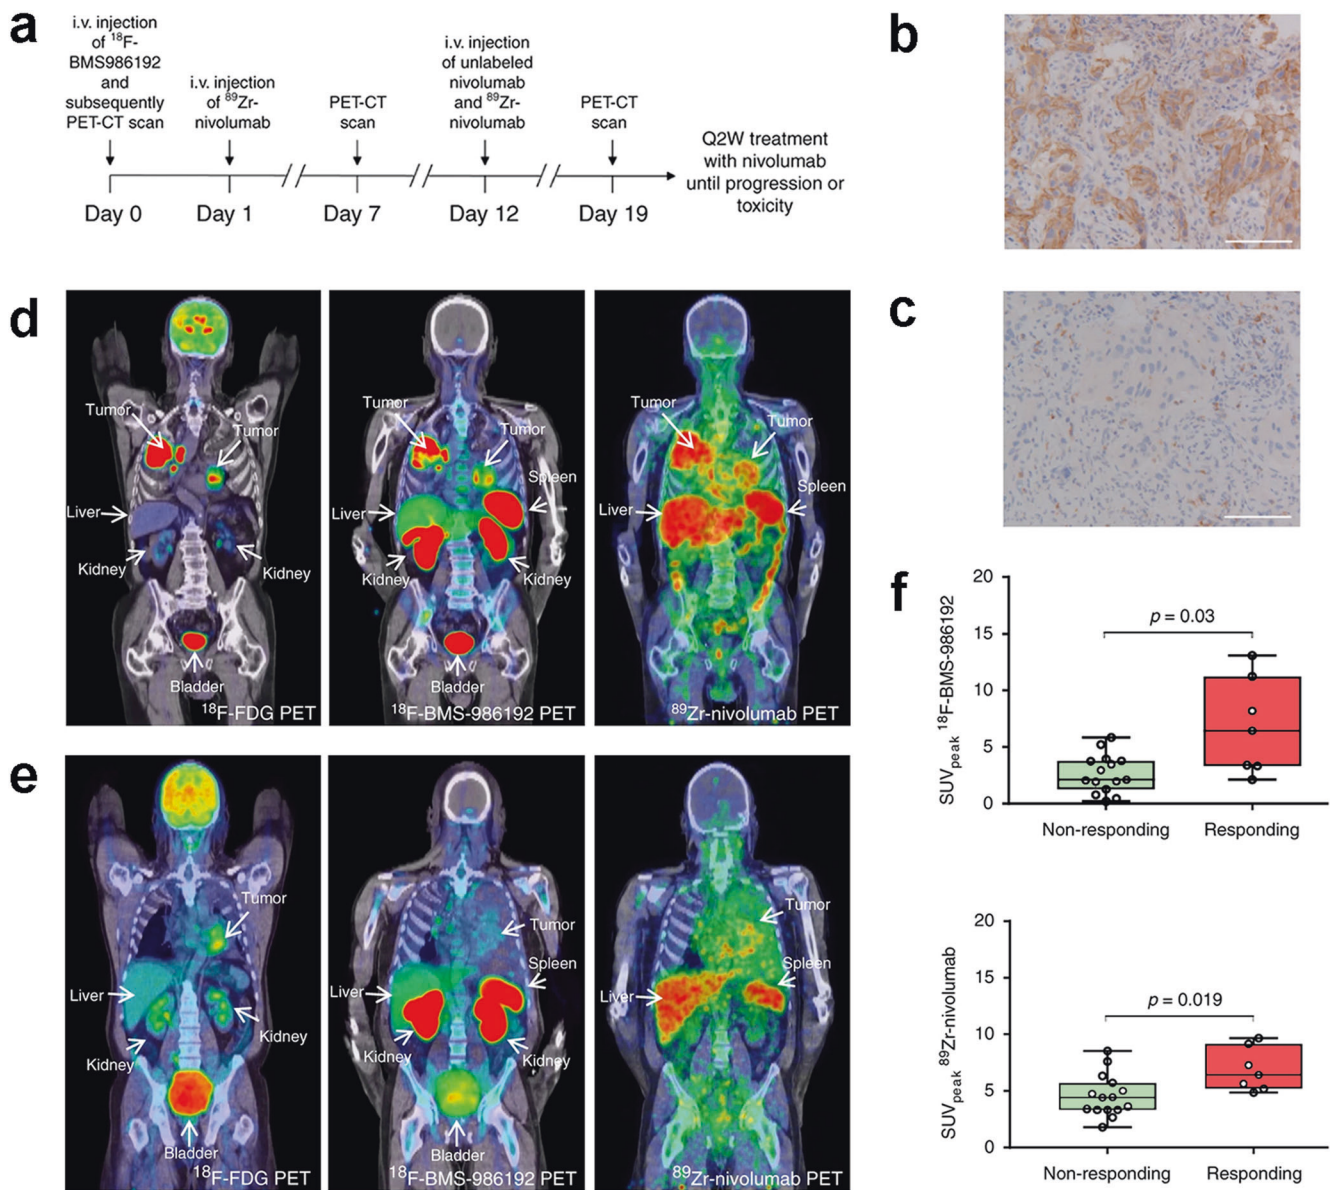 a
i.v. injection
of ¹⁸F-
BMS986192
and
subsequently
PET-CT scan
i.v. injection
of ⁸⁹Zr-
nivolumab
PET-CT
scan
i.v. injection
of unlabeled
nivolumab
and ⁸⁹Zr-
nivolumab
PET-CT
scan
Q2W treatment
with nivolumab
until progression or
toxicity
Day 0
Day 1
Day 7
Day 12
Day 19
b
c
d
Tumor
Tumor
Liver
Kidney
Kidney
Bladder
¹⁸F-FDG PET
Tumor
Tumor
Spleen
Liver
Kidney
Kidney
Bladder
¹⁸F-BMS-986192 PET
Tumor
Tumor
Spleen
Liver
⁸⁹Zr-nivolumab PET
e
Tumor
Liver
Kidney
Kidney
Bladder
¹⁸F-FDG PET
Tumor
Spleen
Liver
Kidney
Kidney
Bladder
¹⁸F-BMS-986192 PET
Tumor
Spleen
Liver
⁸⁹Zr-nivolumab PET
f
SUVpeak ¹⁸F-BMS-986192
20
15
10
5
0
p = 0.03
Non-responding
Responding
SUVpeak ⁸⁹Zr-nivolumab
20
15
10
5
0
p = 0.019
Non-responding
Responding